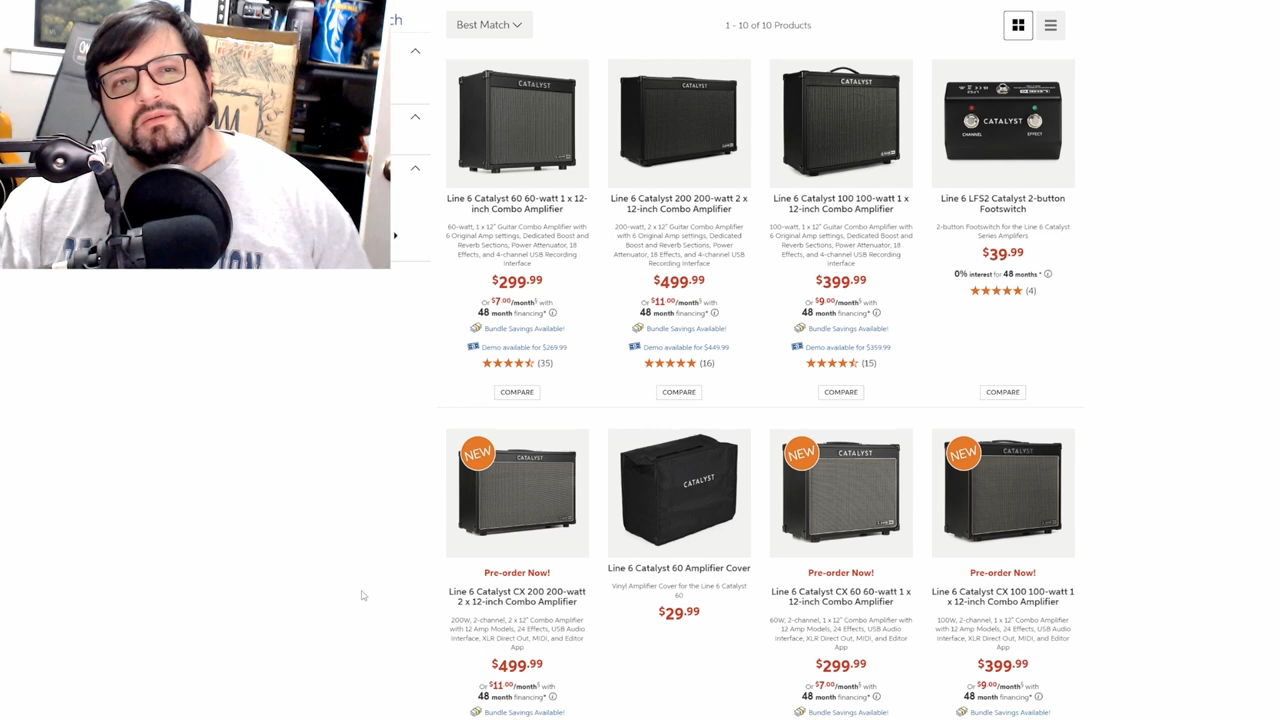 ch
Best Match
1 - 10 of 10 Products
CATALYST
CATALYST
CATALYST
CATALYST
CHANNEL
EFFECT
Line 6 Catalyst 60 60-watt 1 x 12-
inch Combo Amplifier
60-watt, 1 x 12" Guitar Combo Amplifier with
6 Original Amp settings, Dedicated Boost and
Reverb Sections, Power Attenuator, 18
Effects, and 4-channel USB Recording
Interface
$299.99
Or $7.00/month§ with
48 month financing*
Bundle Savings Available!
Demo available for $269.99
(35)
COMPARE
Line 6 Catalyst 200 200-watt 2 x
12-inch Combo Amplifier
200-watt, 2 x 12" Guitar Combo Amplifier
with 6 Original Amp settings, Dedicated
Boost and Reverb Sections, Power
Attenuator, 18 Effects, and 4-channel USB
Recording Interface
$499.99
Or $11.00/month§ with
48 month financing*
Bundle Savings Available!
Demo available for $449.99
(16)
COMPARE
Line 6 Catalyst 100 100-watt 1 x
12-inch Combo Amplifier
100-watt, 1 x 12" Guitar Combo Amplifier
with 6 Original Amp settings, Dedicated
Boost and Reverb Sections, Power
Attenuator, 18 Effects, and 4-channel USB
Recording Interface
$399.99
Or $9.00/month§ with
48 month financing*
Bundle Savings Available!
Demo available for $359.99
(15)
COMPARE
Line 6 LFS2 Catalyst 2-button
Footswitch
2-button Footswitch for the Line 6 Catalyst
Series Amplifers
$39.99
0% interest for 48 months *
(4)
COMPARE
NEW
CATALYST
CATALYST
NEW
CATALYST
NEW
CATALYST
Pre-order Now!
Line 6 Catalyst CX 200 200-watt
2 x 12-inch Combo Amplifier
200W, 2-channel, 2 x 12" Combo Amplifier
with 12 Amp Models, 24 Effects, USB Audio
Interface, XLR Direct Out, MIDI, and Editor
App
$499.99
Or $11.00/month§ with
48 month financing*
Bundle Savings Available!
Line 6 Catalyst 60 Amplifier Cover
Vinyl Amplifier Cover for the Line 6 Catalyst
60
$29.99
Pre-order Now!
Line 6 Catalyst CX 60 60-watt 1 x
12-inch Combo Amplifier
60W, 2-channel, 1 x 12" Combo Amplifier
with 12 Amp Models, 24 Effects, USB Audio
Interface, XLR Direct Out, MIDI, and Editor
App
$299.99
Or $7.00/month§ with
48 month financing*
Bundle Savings Available!
Pre-order Now!
Line 6 Catalyst CX 100 100-watt 1
x 12-inch Combo Amplifier
100W, 2-channel, 1 x 12" Combo Amplifier
with 12 Amp Models, 24 Effects, USB Audio
Interface, XLR Direct Out, MIDI, and Editor
App
$399.99
Or $9.00/month§ with
48 month financing*
Bundle Savings Available!